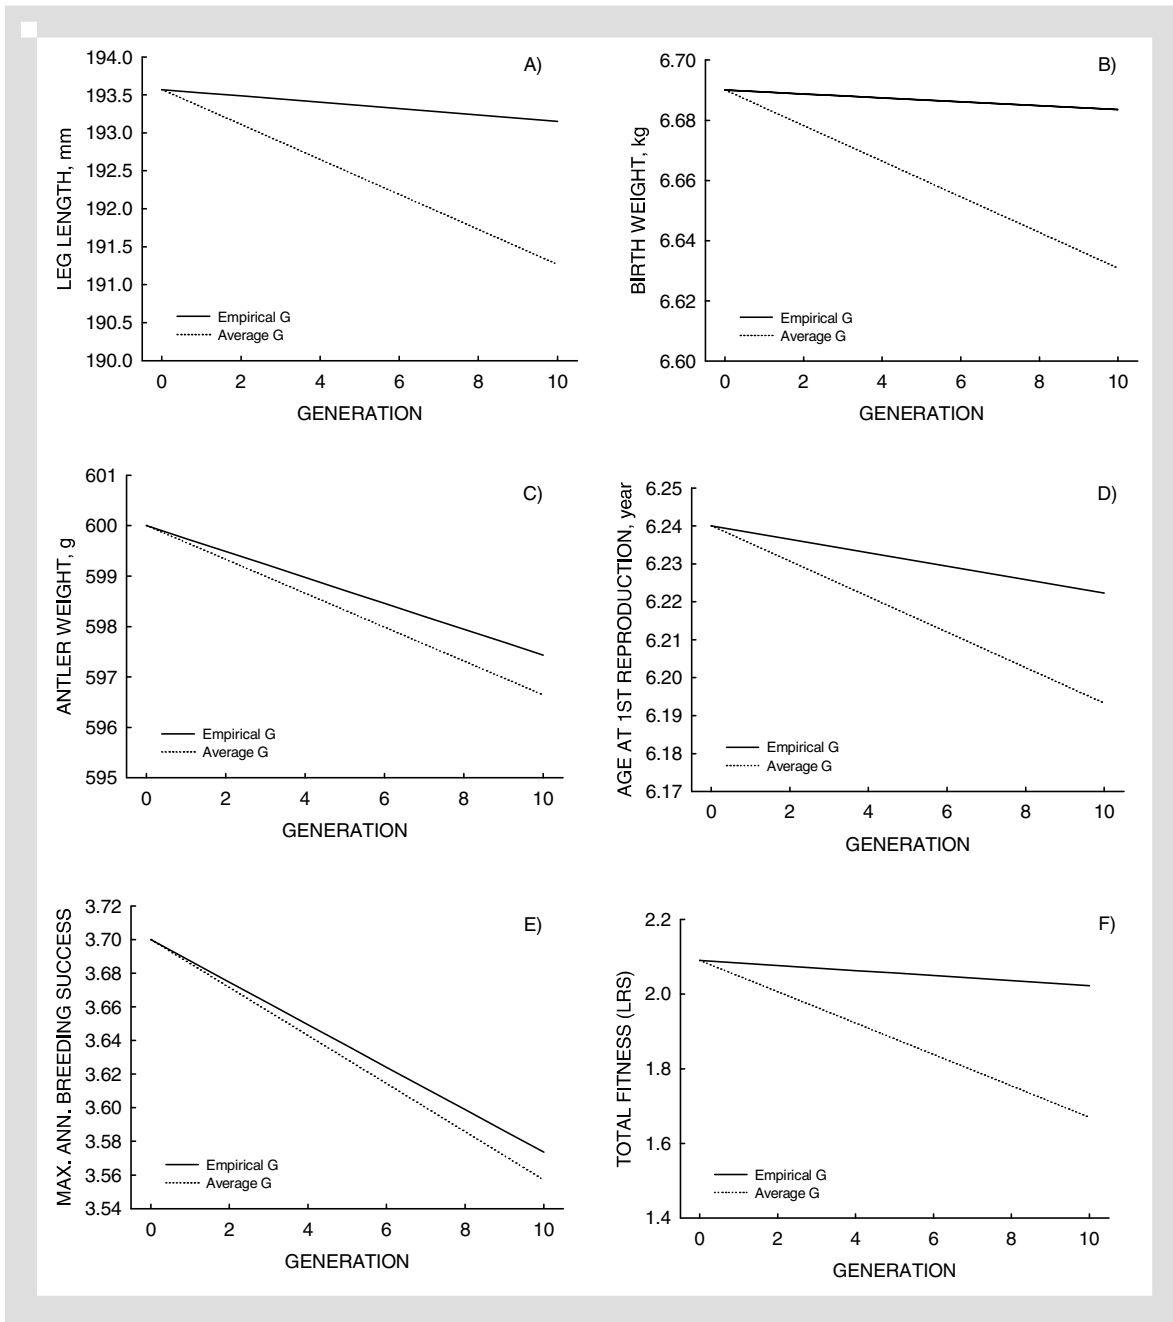 A)
194.0
193.5
193.0
192.5
192.0
191.5
191.0
190.5
190.0
LEG LENGTH, mm
Empirical G
Average G
0 2 4 6 8 10
GENERATION
B)
6.70
6.68
6.66
6.64
6.62
6.60
BIRTH WEIGHT, kg
Empirical G
Average G
0 2 4 6 8 10
GENERATION
C)
601
600
599
598
597
596
595
ANTLER WEIGHT, g
Empirical G
Average G
0 2 4 6 8 10
GENERATION
D)
6.25
6.24
6.23
6.22
6.21
6.20
6.19
6.18
6.17
AGE AT 1ST REPRODUCTION, year
Empirical G
Average G
0 2 4 6 8 10
GENERATION
E)
3.72
3.70
3.68
3.66
3.64
3.62
3.60
3.58
3.56
3.54
MAX. ANN. BREEDING SUCCESS
Empirical G
Average G
0 2 4 6 8 10
GENERATION
F)
2.2
2.0
1.8
1.6
1.4
TOTAL FITNESS (LRS)
Empirical G
Average G
0 2 4 6 8 10
GENERATION